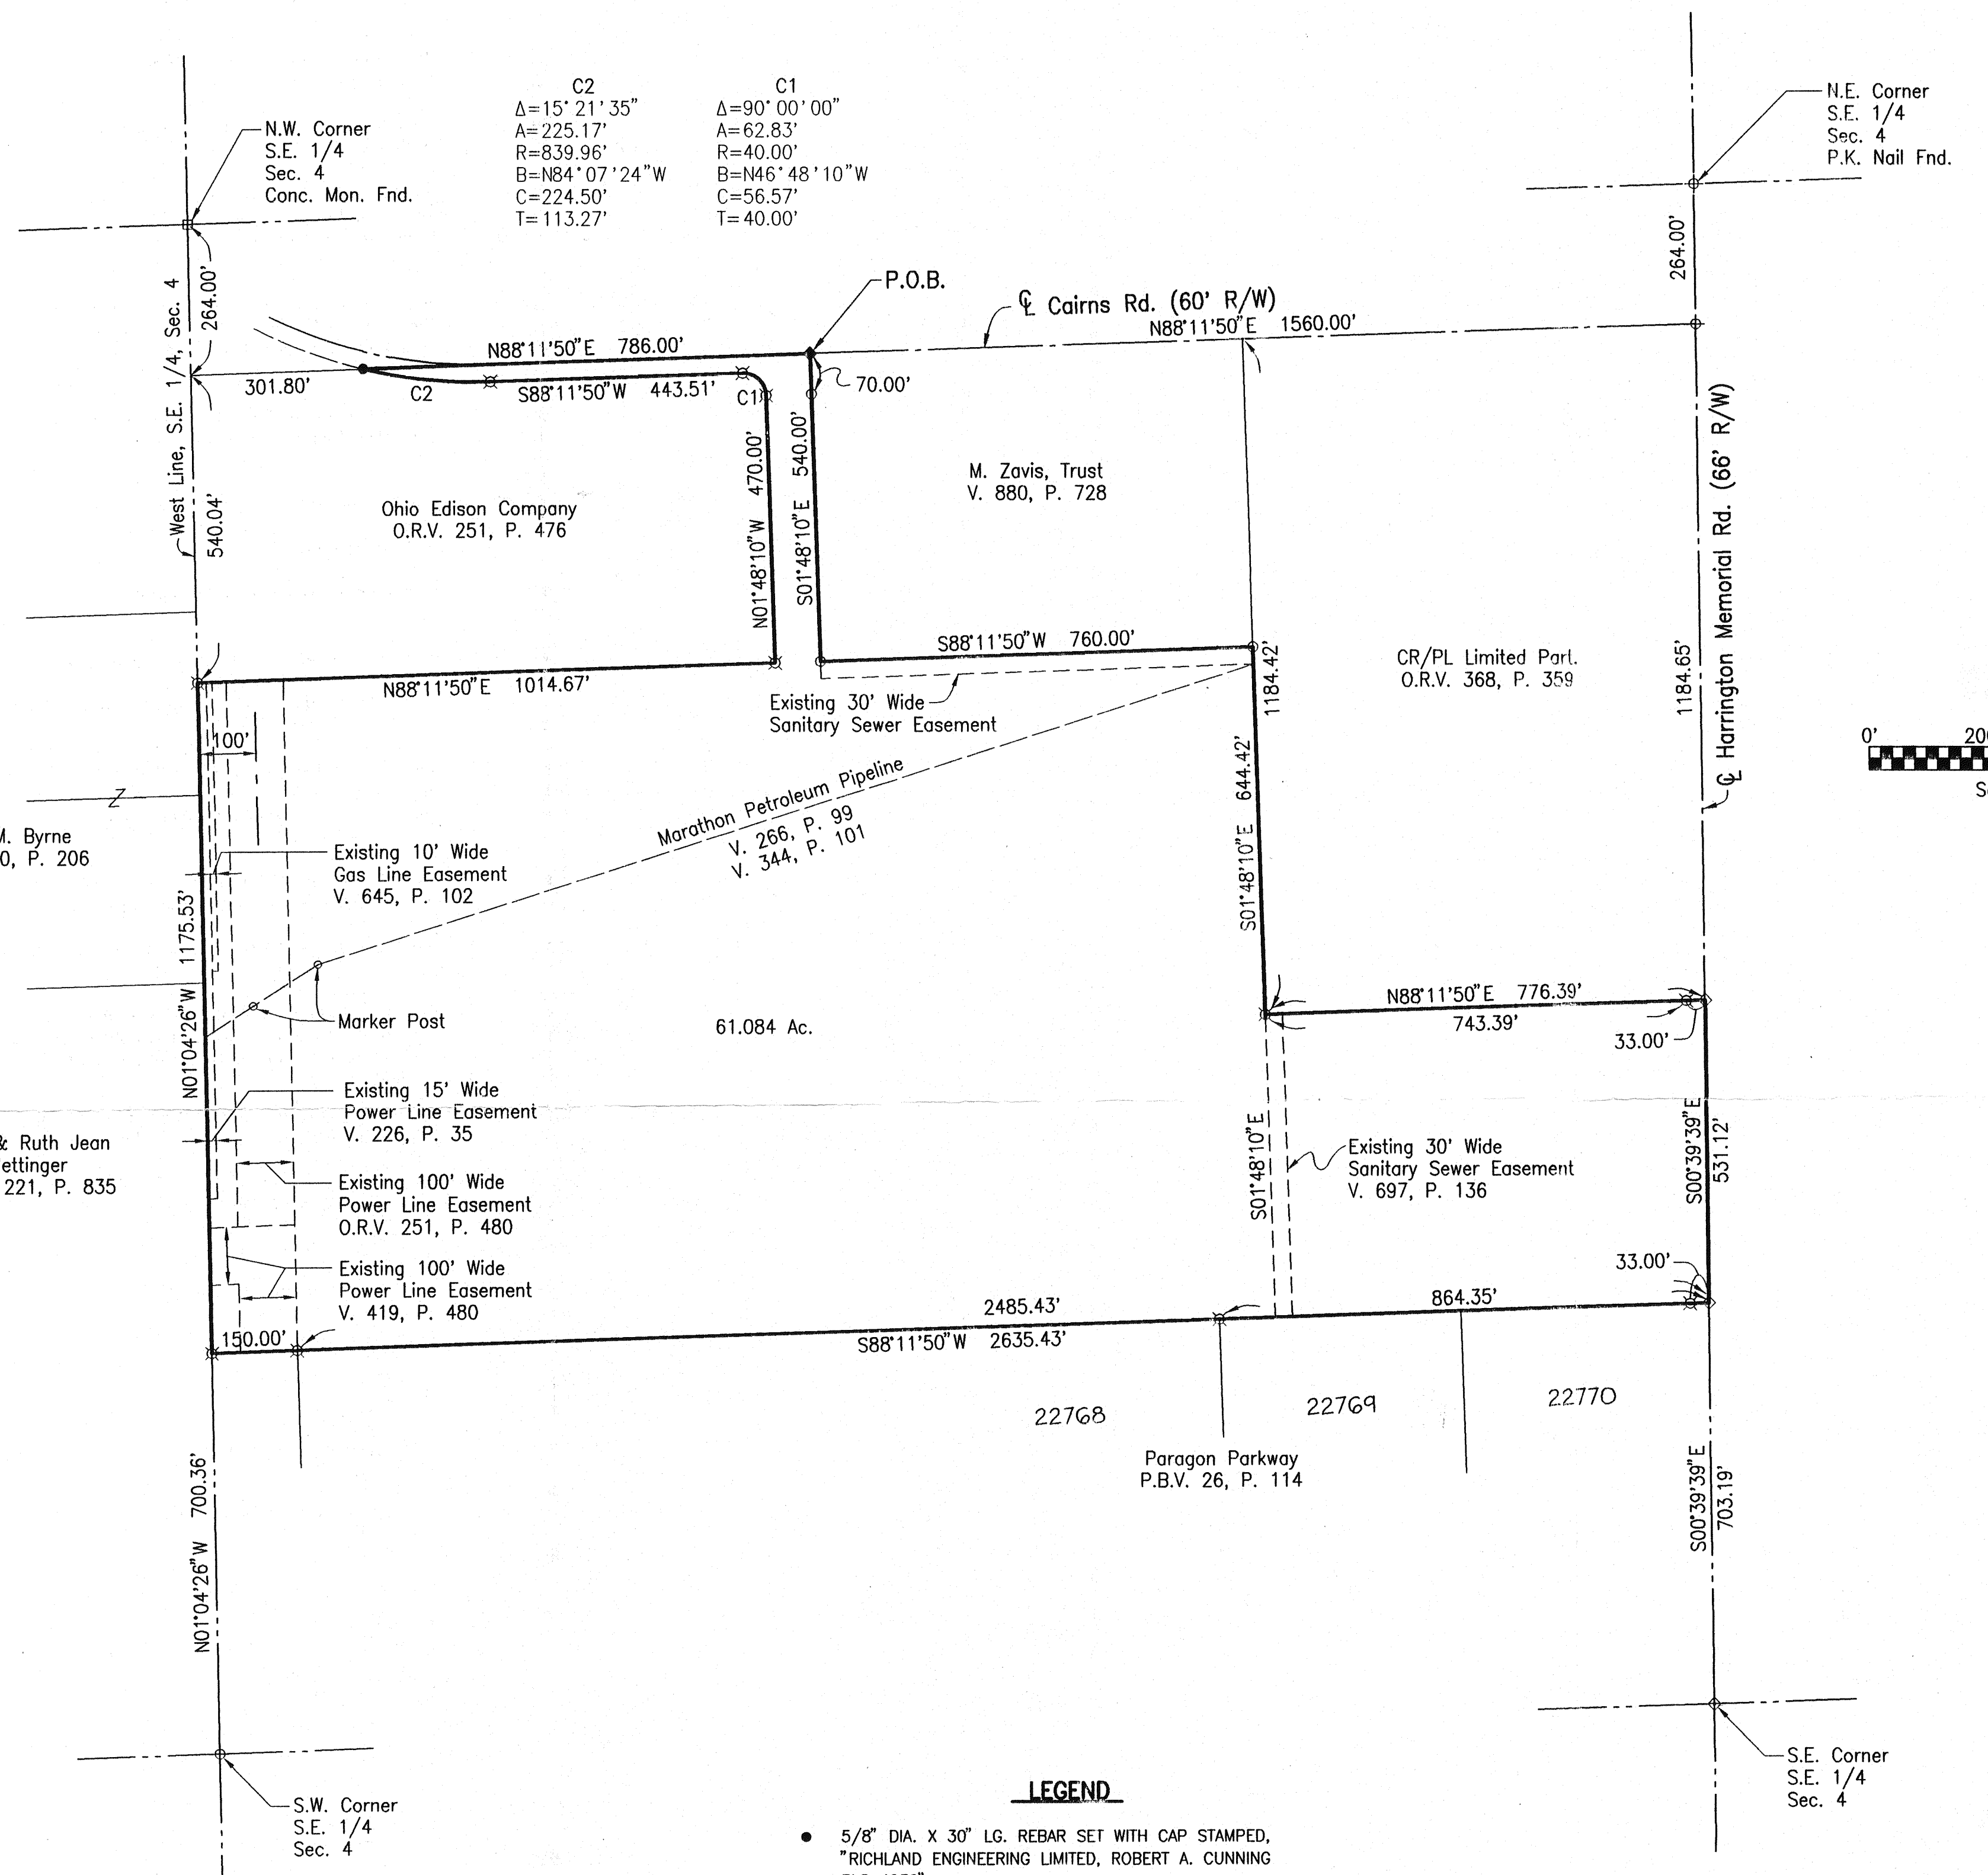 C2
Δ=15°21'35"
A=225.17'
R=839.96'
B=N84°07'24"W
C=224.50'
T=113.27'
C1
Δ=90°00'00"
A=62.83'
R=40.00'
B=N46°48'10"W
C=56.57'
T=40.00'
N.W. Corner
S.E. 1/4
Sec. 4
Conc. Mon. Fnd.
N.E. Corner
S.E. 1/4
Sec. 4
P.K. Nail Fnd.
264.00'
264.00'
West Line, S.E. 1/4, Sec. 4
P.O.B.
℄ Cairns Rd. (60' R/W)
N88°11'50"E 1560.00'
N88°11'50"E 786.00'
301.80'
C2
S88°11'50"W 443.51'
C1
70.00'
540.04'
Ohio Edison Company
O.R.V. 251, P. 476
N01°48'10"W 470.00'
S01°48'10"E 540.00'
M. Zavis, Trust
V. 880, P. 728
℄ Harrington Memorial Rd. (66' R/W)
S88°11'50"W 760.00'
N88°11'50"E 1014.67'
Existing 30' Wide
Sanitary Sewer Easement
1184.42'
CR/PL Limited Part.
O.R.V. 368, P. 359
1184.65'
0'
100'
Marathon Petroleum Pipeline
V. 266, P. 99
V. 344, P. 101
S01°48'10"E 644.42'
M. Byrne
P. 206
Existing 10' Wide
Gas Line Easement
V. 645, P. 102
N01°04'26"W 1175.53'
Marker Post
61.084 Ac.
N88°11'50"E 776.39'
743.39'
33.00'
Existing 15' Wide
Power Line Easement
V. 226, P. 35
& Ruth Jean
ettinger
221, P. 835
Existing 100' Wide
Power Line Easement
O.R.V. 251, P. 480
S01°48'10"E
Existing 30' Wide
Sanitary Sewer Easement
V. 697, P. 136
S00°39'39"E
531.12'
Existing 100' Wide
Power Line Easement
V. 419, P. 480
33.00'
150.00'
2485.43'
864.35'
S88°11'50"W 2635.43'
22768
22769
22770
Paragon Parkway
P.B.V. 26, P. 114
N01°04'26"W 700.36'
S00°39'39"E
703.19'
S.W. Corner
S.E. 1/4
Sec. 4
S.E. Corner
S.E. 1/4
Sec. 4
LEGEND
● 5/8" DIA. X 30" LG. REBAR SET WITH CAP STAMPED,
"RICHLAND ENGINEERING LIMITED, ROBERT A. CUNNING